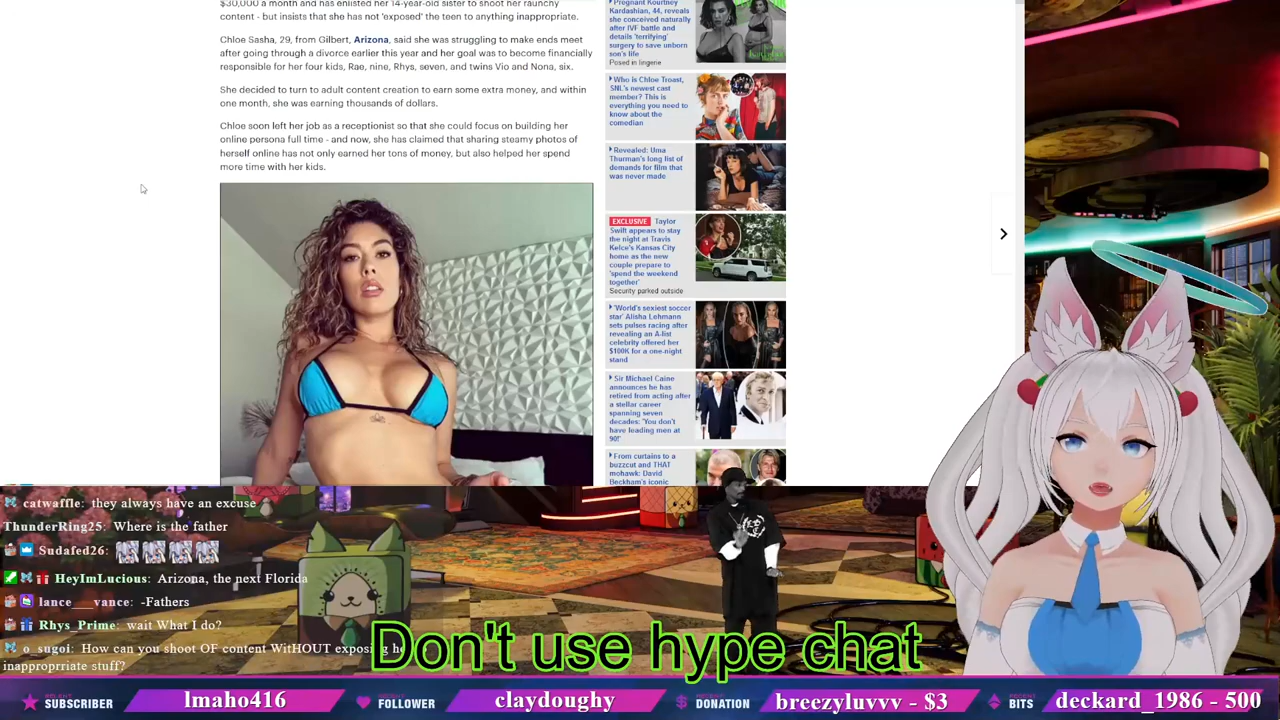 $30,000 a month and has enlisted her 14-year-old sister to shoot her raunchy
content - but insists that she has not 'exposed' the teen to anything inappropriate.
Chloe Sasha, 29, from Gilbert, Arizona, said she was struggling to make ends meet
after going through a divorce earlier this year and her goal was to become financially
responsible for her four kids, Rae, nine, Rhys, seven, and twins Vio and Nona, six.
She decided to turn to adult content creation to earn some extra money, and within
one month, she was earning thousands of dollars.
Chloe soon left her job as a receptionist so that she could focus on building her
online persona full time - and now, she has claimed that sharing steamy photos of
herself online has not only earned her tons of money, but also helped her spend
more time with her kids.
Pregnant Kourtney
Kardashian, 44, reveals
she conceived naturally
after IVF battle and
details 'terrifying'
surgery to save unborn
son's life
Posed in lingerie
Who is Chloe Troast,
SNL's newest cast
member? This is
everything you need to
know about the
comedian
Revealed: Uma
Thurman's long list of
demands for film that
was never made
EXCLUSIVE Taylor
Swift appears to stay
the night at Travis
Kelce's Kansas City
home as the new
couple prepare to
'spend the weekend
together'
Security parked outside
'World's sexiest soccer
star' Alisha Lehmann
sets pulses racing after
revealing an A-list
celebrity offered her
$100K for a one-night
stand
Sir Michael Caine
announces he has
retired from acting after
a stellar career
spanning seven
decades: 'You don't
have leading men at
90!'
From curtains to a
buzzcut and THAT
mohawk: David
Beckham's iconic
catwaffle: they always have an excuse
ThunderRing25: Where is the father
Sudafed26:
HeyImLucious: Arizona, the next Florida
lance___vance: -Fathers
Rhys_Prime: wait What I do?
o_sugoi: How can you shoot OF content WitHOUT exposing he
inapproprriate stuff?
Don't use hype chat
RECENT SUBSCRIBER lmaho416
RECENT FOLLOWER claydoughy
RECENT DONATION breezyluvvv - $3
RECENT BITS deckard_1986 - 500